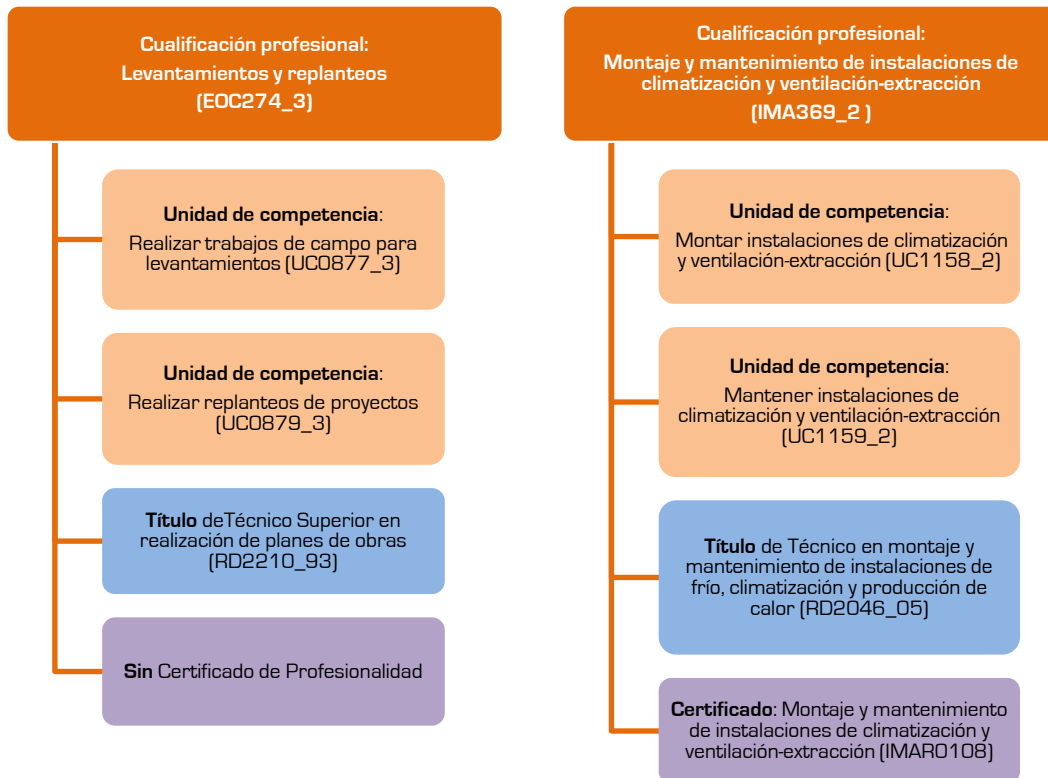 Cualificación profesional:
Levantamientos y replanteos
(EOC274_3)
Unidad de competencia:
Realizar trabajos de campo para
levantamientos (UC0877_3)
Unidad de competencia:
Realizar replanteos de proyectos
(UC0879_3)
Título deTécnico Superior en
realización de planes de obras
(RD2210_93)
Sin Certificado de Profesionalidad
Cualificación profesional:
Montaje y mantenimiento de instalaciones de
climatización y ventilación-extracción
(IMA369_2 )
Unidad de competencia:
Montar instalaciones de climatización
y ventilación-extracción (UC1158_2)
Unidad de competencia:
Mantener instalaciones de
climatización y ventilación-extracción
(UC1159_2)
Título de Técnico en montaje y
mantenimiento de instalaciones de
frío, climatización y producción de
calor (RD2046_05)
Certificado: Montaje y mantenimiento
de instalaciones de climatización y
ventilación-extracción (IMAR0108)